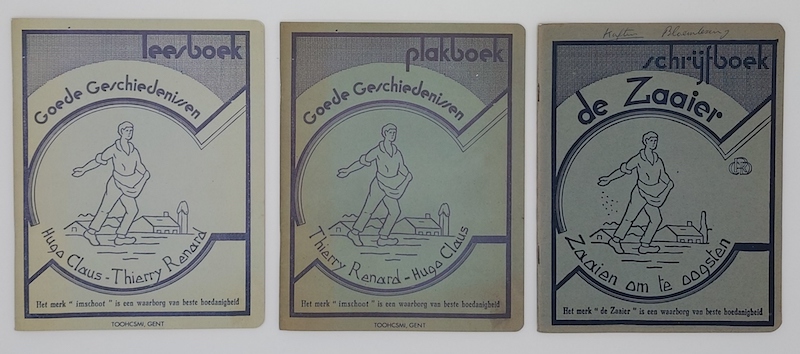 leesboek
Goede Geschiedenissen
Hugo Claus - Thierry Renard
Het merk " imschoot " is een waarborg van beste hoedanigheid
TOOHCSMI, GENT
plakboek
Goede Geschiedenissen
Thierry Renard - Hugo Claus
Het merk " imschoot " is een waarborg van beste hoedanigheid
TOOHCSMI, GENT
schrijfboek
de Zaaier
Zaaien om te oogsten
Het merk " de Zaaier " is een waarborg van beste hoedanigheid